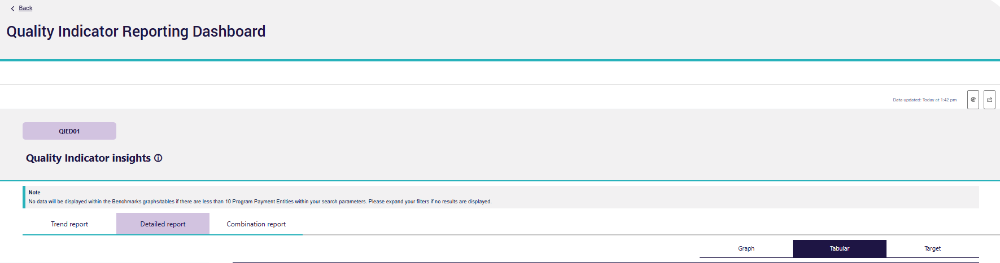 Back
Quality Indicator Reporting Dashboard
Data updated: Today at 1:42 pm
QIED01
Quality Indicator insights
Note
No data will be displayed within the Benchmarks graphs/tables if there are less than 10 Program Payment Entities within your search parameters. Please expand your filters if no results are displayed.
Trend report Detailed report Combination report
Graph Tabular Target